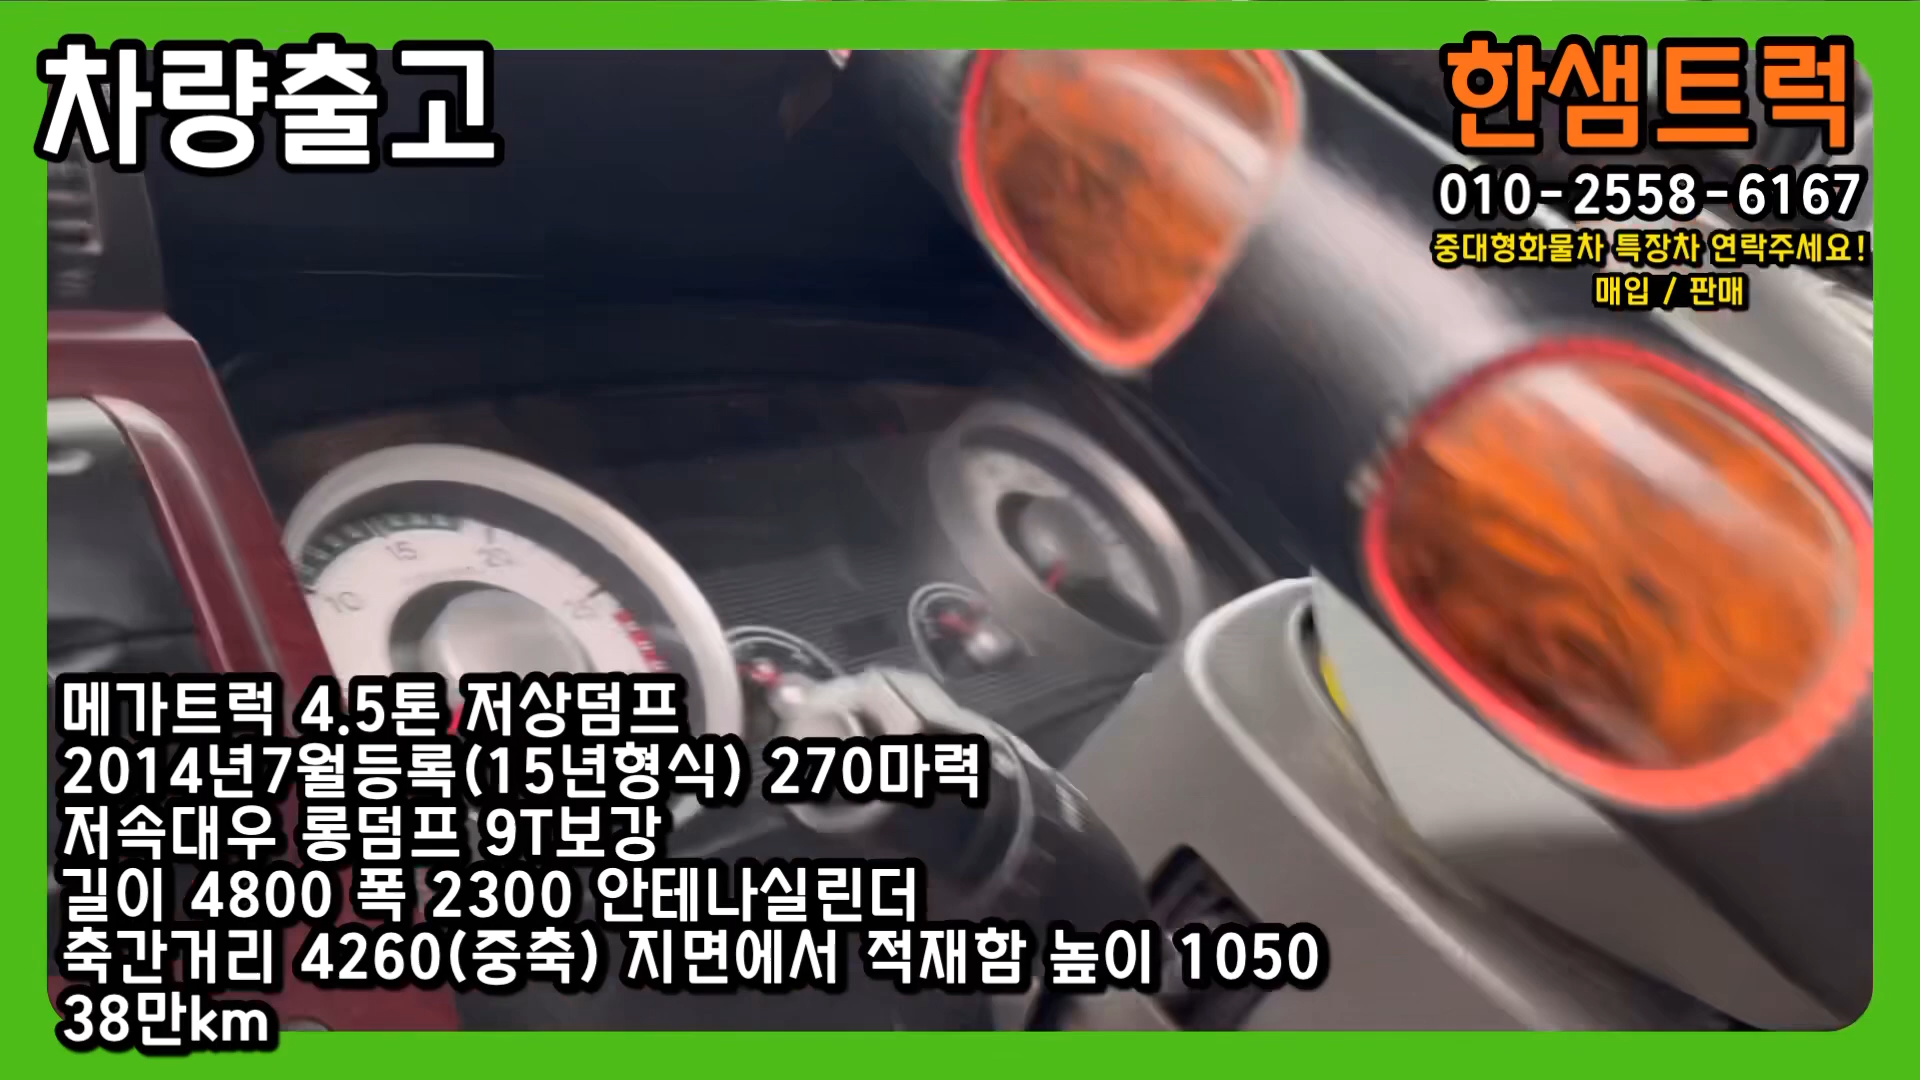 차량출고
한샘트럭
010-2558-6167
중대형화물차 특장차 연락주세요!
매입 / 판매
10
15
20
25
메가트럭 4.5톤 저상덤프
2014년7월등록(15년형식) 270마력
저속대우 롱덤프 9T보강
길이 4800 폭 2300 안테나실린더
축간거리 4260(중축) 지면에서 적재함 높이 1050
38만km